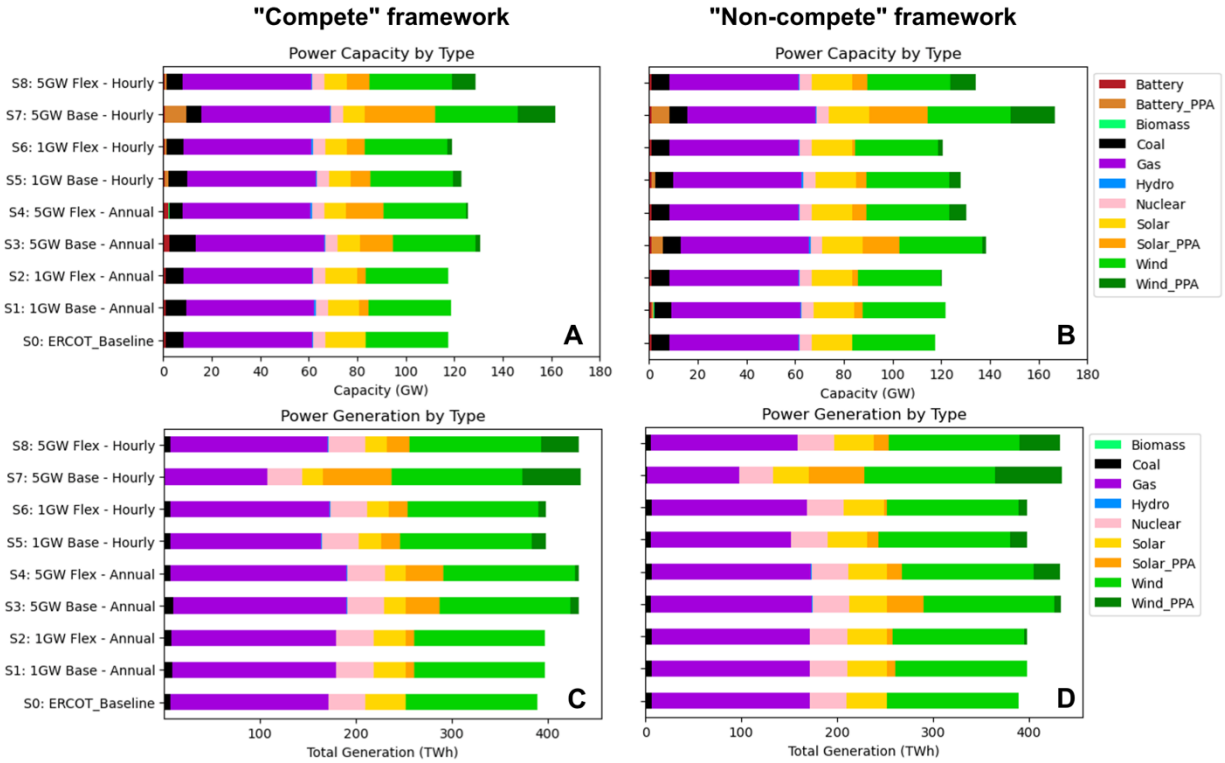 "Compete" framework
"Non-compete" framework
Power Capacity by Type
S8: 5GW Flex - Hourly
S7: 5GW Base - Hourly
S6: 1GW Flex - Hourly
S5: 1GW Base - Hourly
S4: 5GW Flex - Annual
S3: 5GW Base - Annual
S2: 1GW Flex - Annual
S1: 1GW Base - Annual
S0: ERCOT_Baseline
A
0 20 40 60 80 100 120 140 160 180
Capacity (GW)
Power Capacity by Type
B
0 20 40 60 80 100 120 140 160 180
Capacity (GW)
Battery
Battery_PPA
Biomass
Coal
Gas
Hydro
Nuclear
Solar
Solar_PPA
Wind
Wind_PPA
Power Generation by Type
S8: 5GW Flex - Hourly
S7: 5GW Base - Hourly
S6: 1GW Flex - Hourly
S5: 1GW Base - Hourly
S4: 5GW Flex - Annual
S3: 5GW Base - Annual
S2: 1GW Flex - Annual
S1: 1GW Base - Annual
S0: ERCOT_Baseline
C
100 200 300 400
Total Generation (TWh)
Power Generation by Type
D
0 100 200 300 400
Total Generation (TWh)
Biomass
Coal
Gas
Hydro
Nuclear
Solar
Solar_PPA
Wind
Wind_PPA